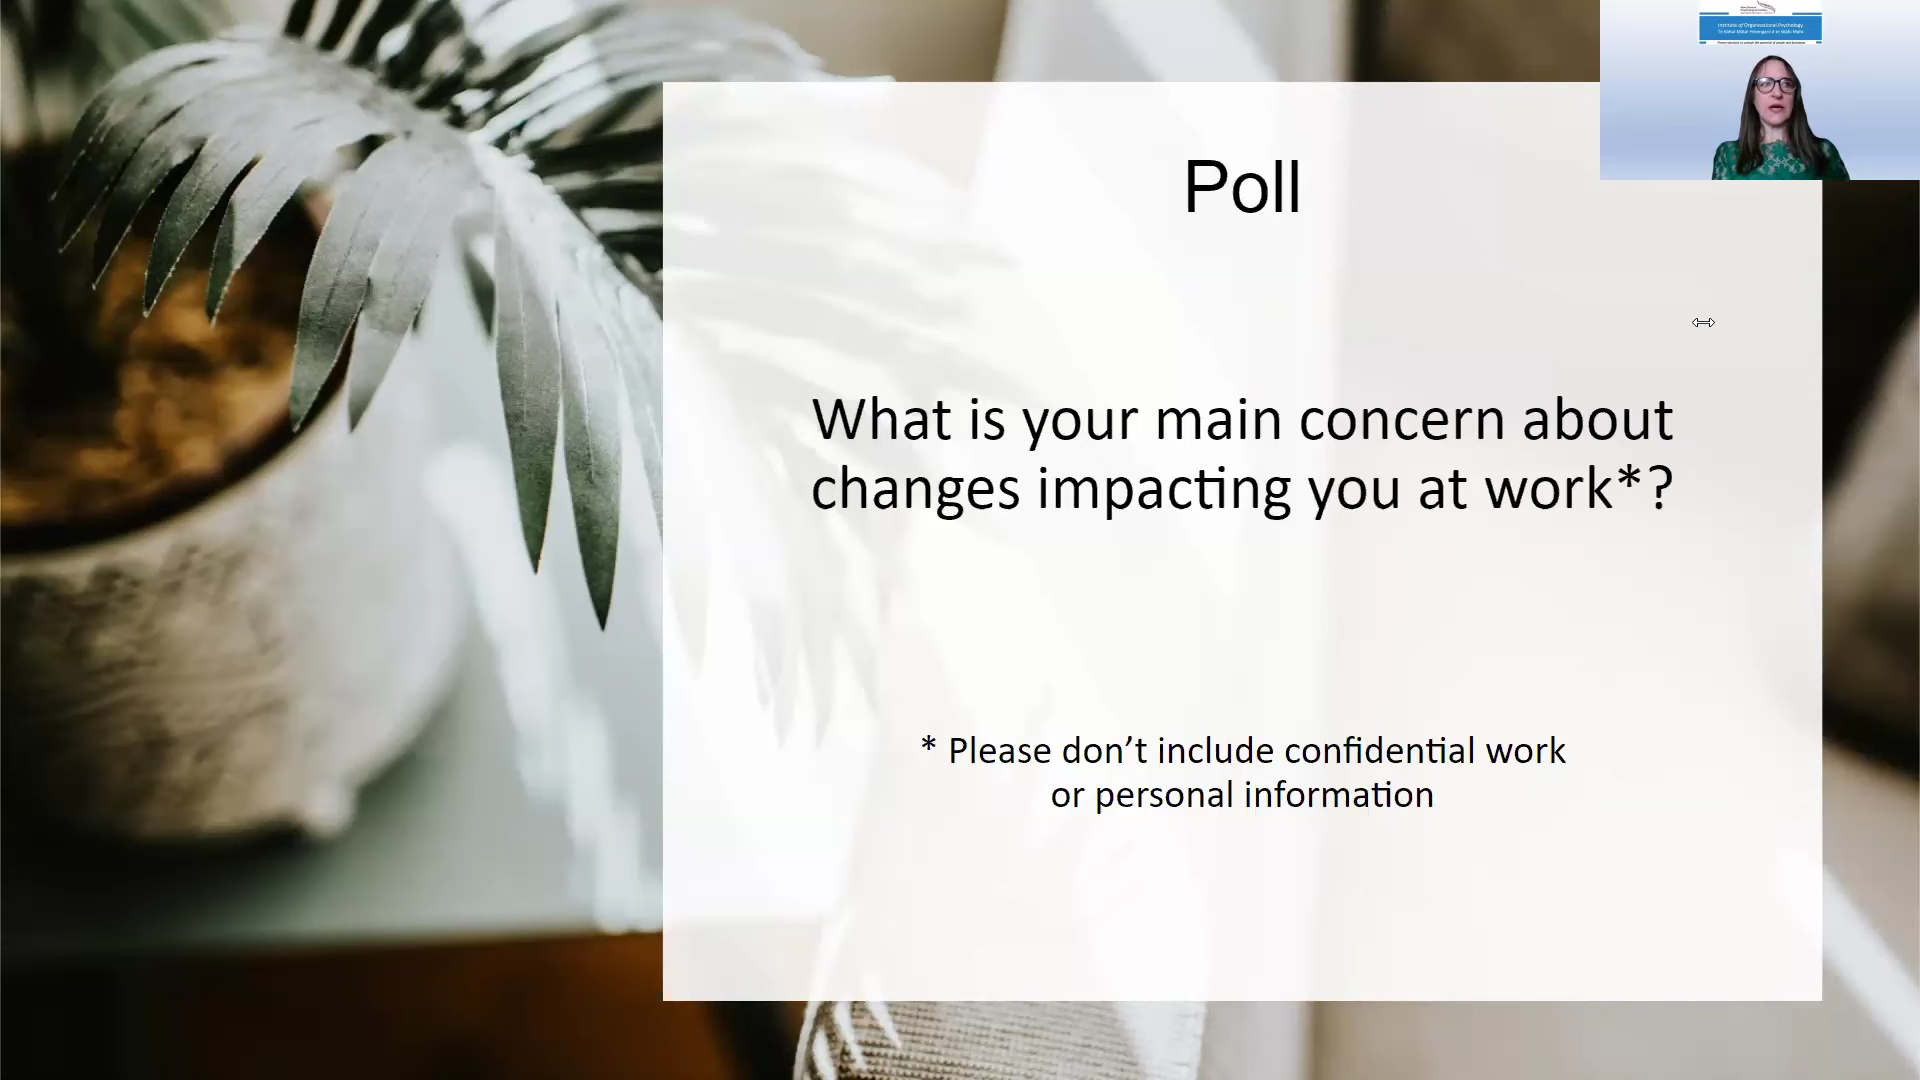 Institute of Organisational Psychology
Poll
What is your main concern about
changes impacting you at work*?
* Please don’t include confidential work
or personal information